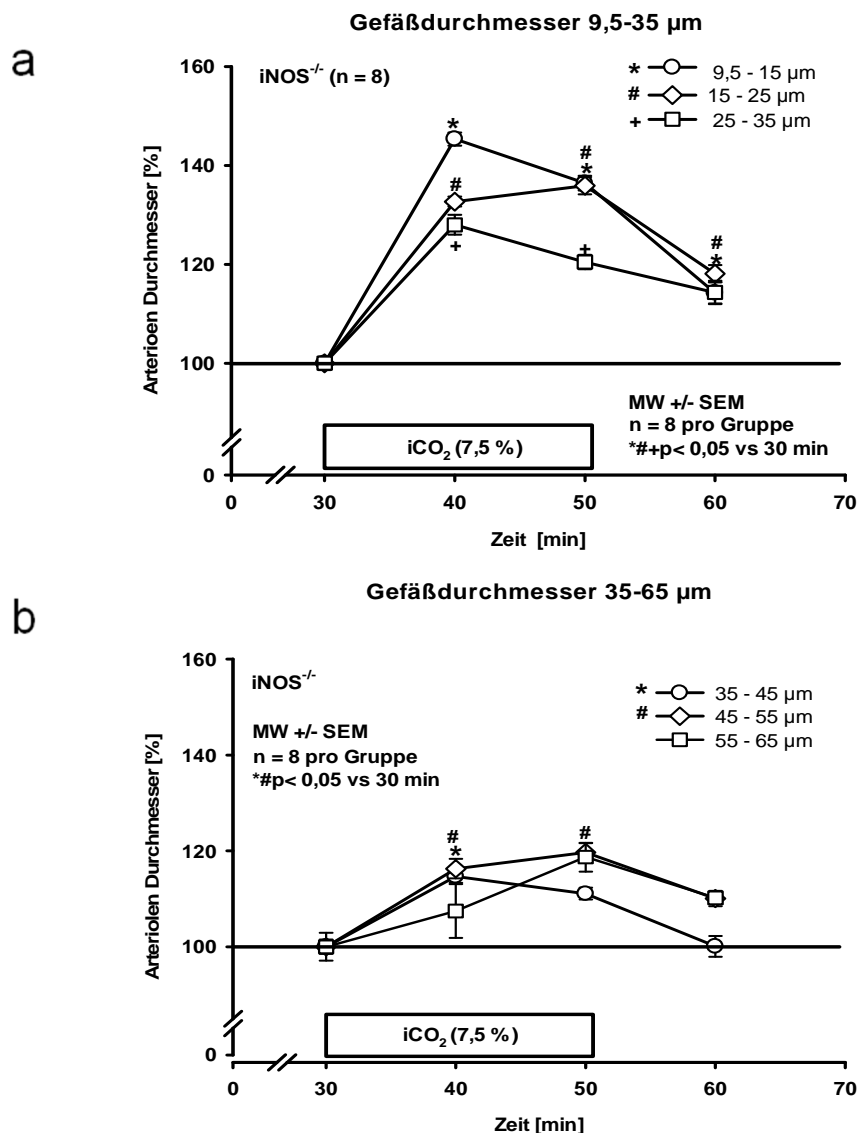 Gefäßdurchmesser 9,5-35 µm
a
iNOS-/- (n = 8)
* 9,5 - 15 µm
# 15 - 25 µm
+ 25 - 35 µm
Arterioen Durchmesser [%]
160
140
120
100
0
*
#
+
#
*
+
#
*
MW +/- SEM
n = 8 pro Gruppe
*#+p< 0,05 vs 30 min
iCO2 (7,5 %)
0 30 40 50 60 70
Zeit [min]
Gefäßdurchmesser 35-65 µm
b
iNOS-/-
MW +/- SEM
n = 8 pro Gruppe
*#p< 0,05 vs 30 min
* 35 - 45 µm
# 45 - 55 µm
55 - 65 µm
Arteriolen Durchmesser [%]
160
140
120
100
0
#
*
#
iCO2 (7,5 %)
0 30 40 50 60 70
Zeit [min]